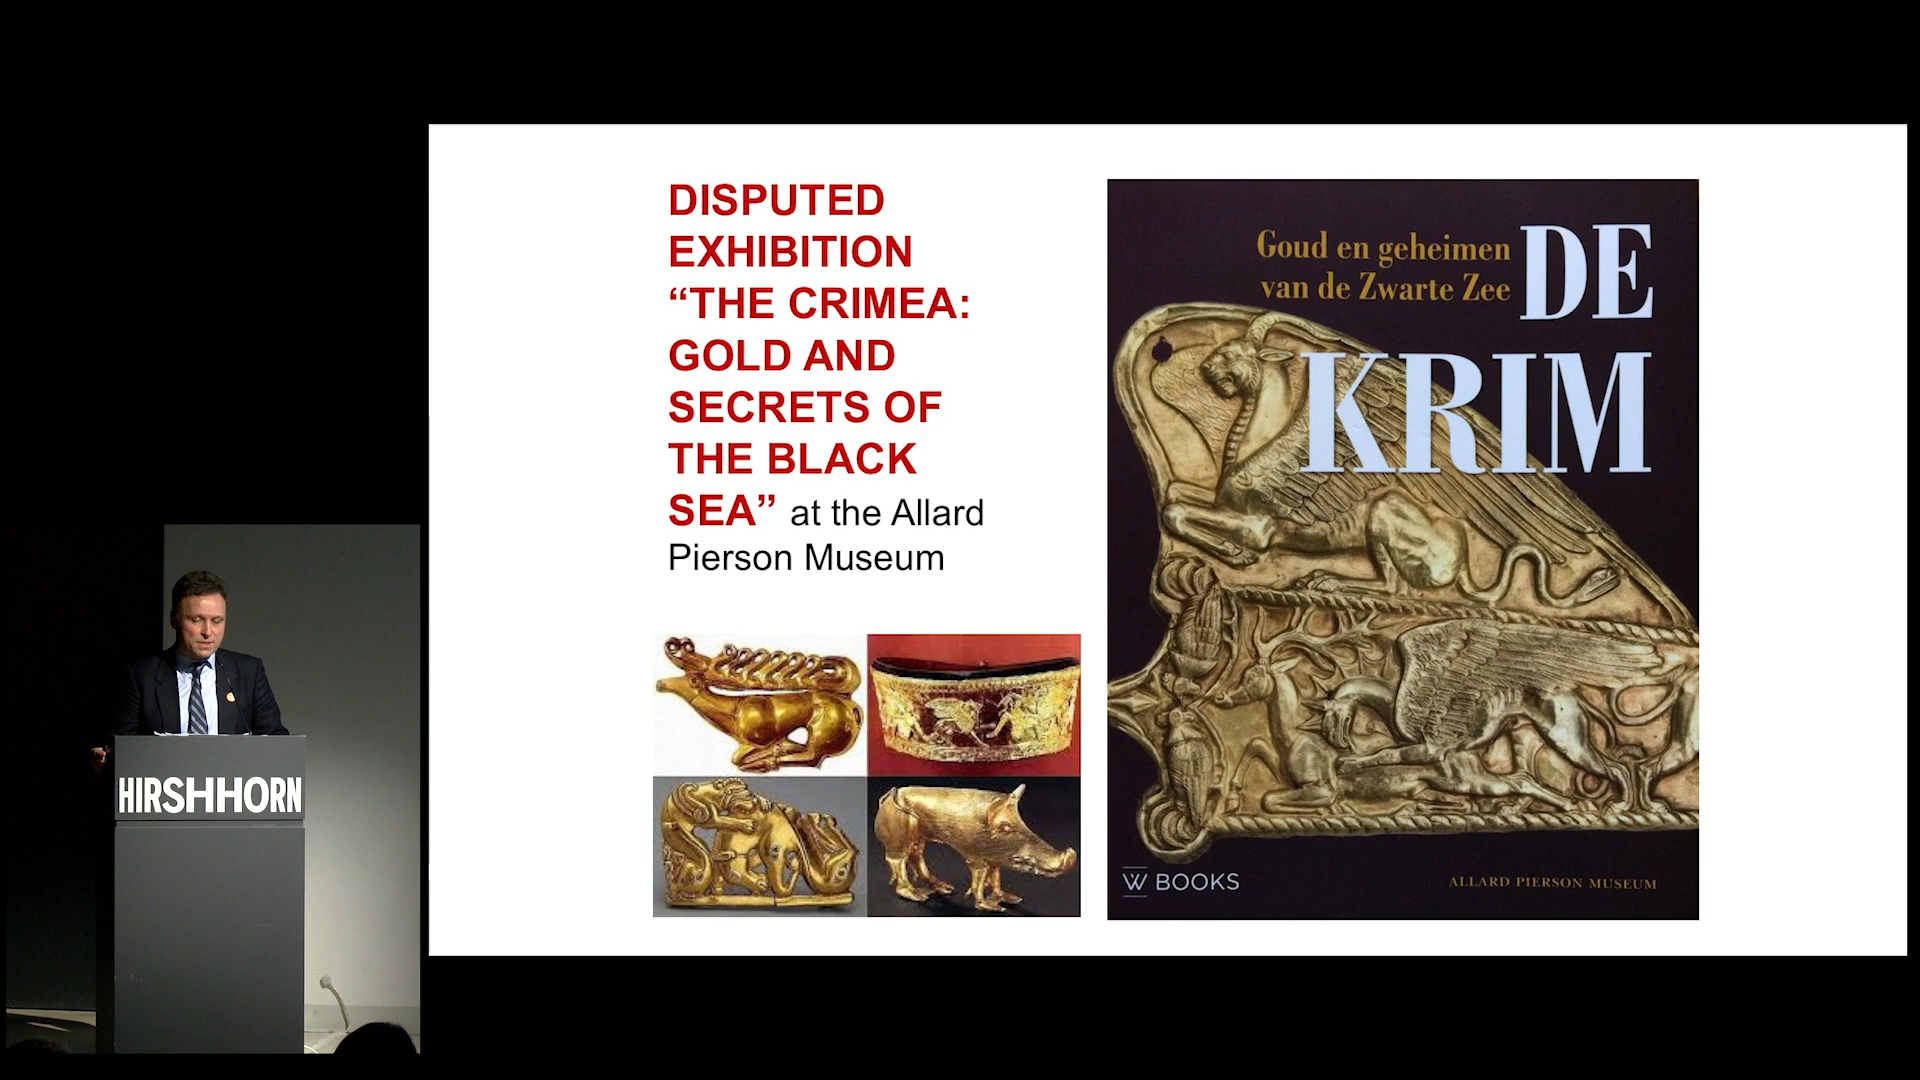 DISPUTED
EXHIBITION
“THE CRIMEA:
GOLD AND
SECRETS OF
THE BLACK
SEA” at the Allard
Pierson Museum
Goud en geheimen
van de Zwarte Zee
DE
KRIM
W BOOKS
ALLARD PIERSON MUSEUM
HIRSHHORN